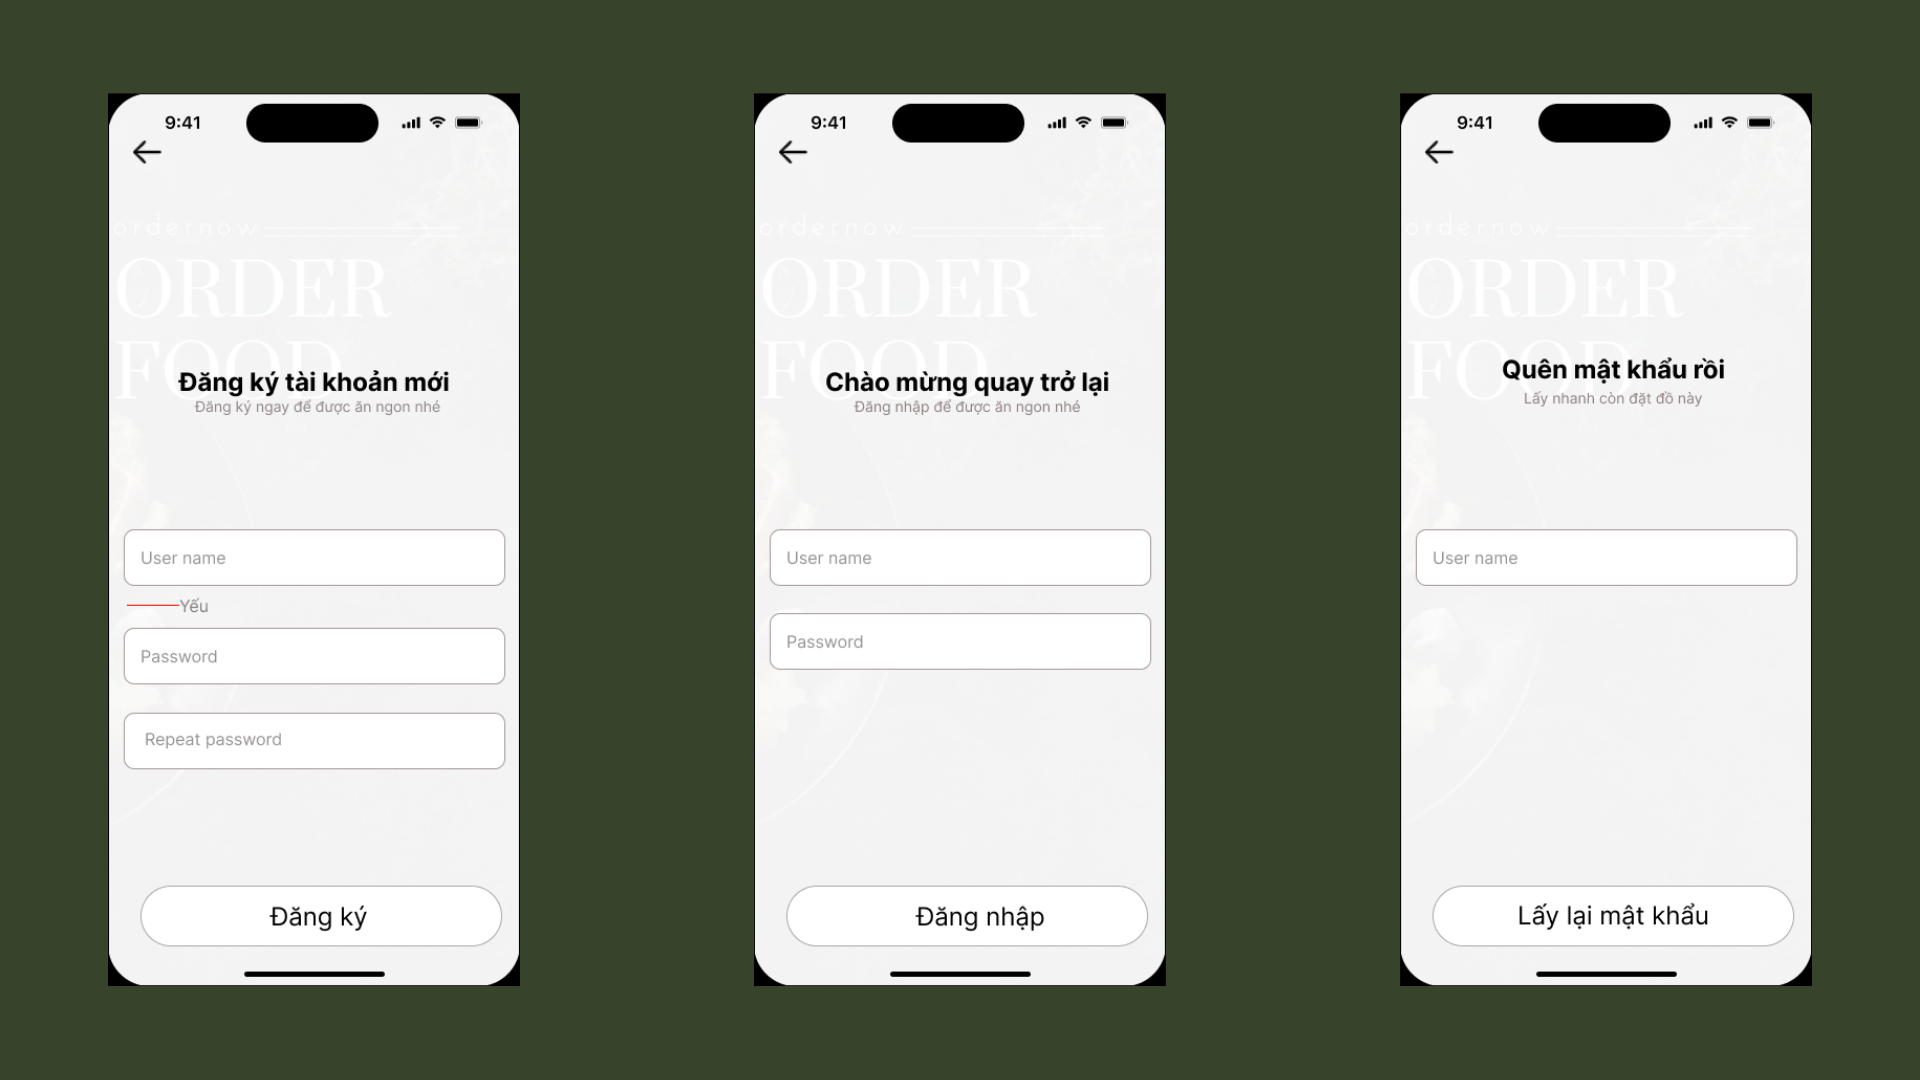 9:41
ordernow
ORDER
FOOD
Đăng ký tài khoản mới
Đăng ký ngay để được ăn ngon nhé
User name
Yếu
Password
Repeat password
Đăng ký
9:41
ordernow
ORDER
FOOD
Chào mừng quay trở lại
Đăng nhập để được ăn ngon nhé
User name
Password
Đăng nhập
9:41
ordernow
ORDER
FOOD
Quên mật khẩu rồi
Lấy nhanh còn đặt đồ này
User name
Lấy lại mật khẩu